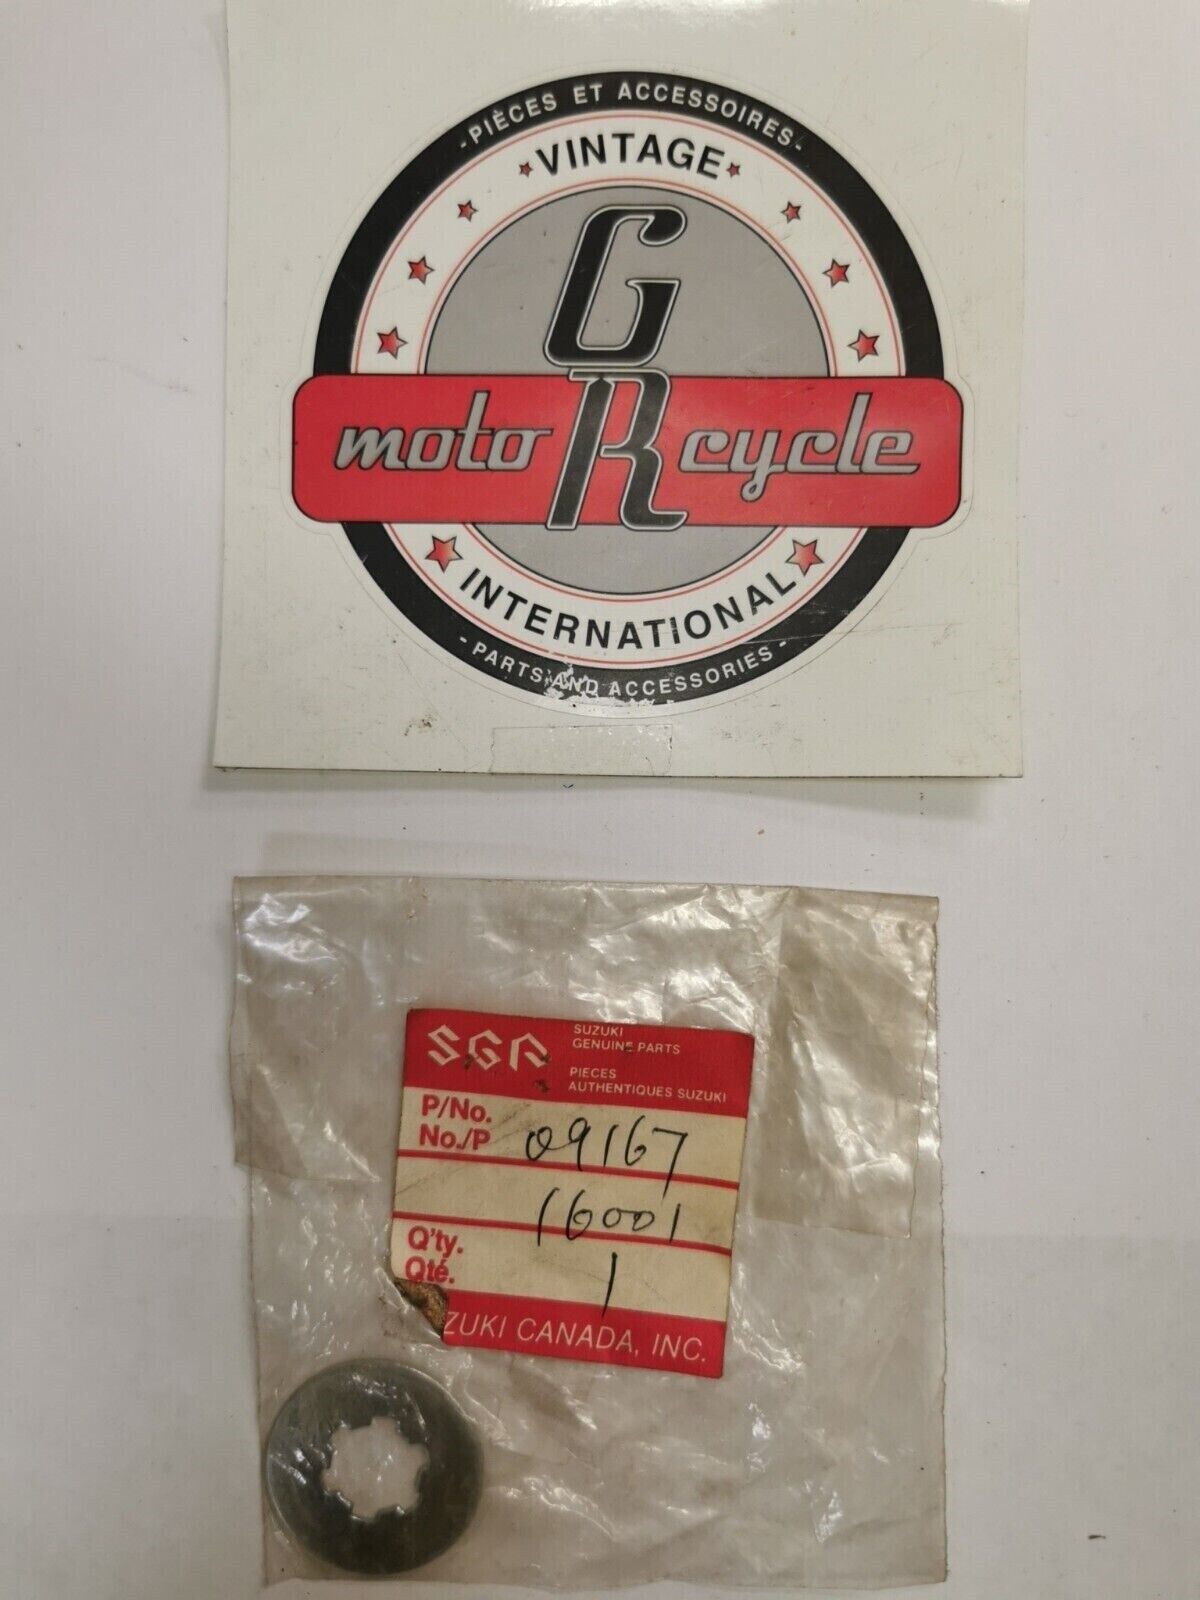 - PIÈCES ET ACCESSOIRES -
VINTAGE
G
moto R cycle
INTERNATIONAL
- PARTS AND ACCESSORIES -
SGP
SUZUKI
GENUINE PARTS
PIECES
AUTHENTIQUES SUZUKI
P/No.
No./P 09167
16001
Q'ty.
Qté. 1
ZUKI CANADA, INC.